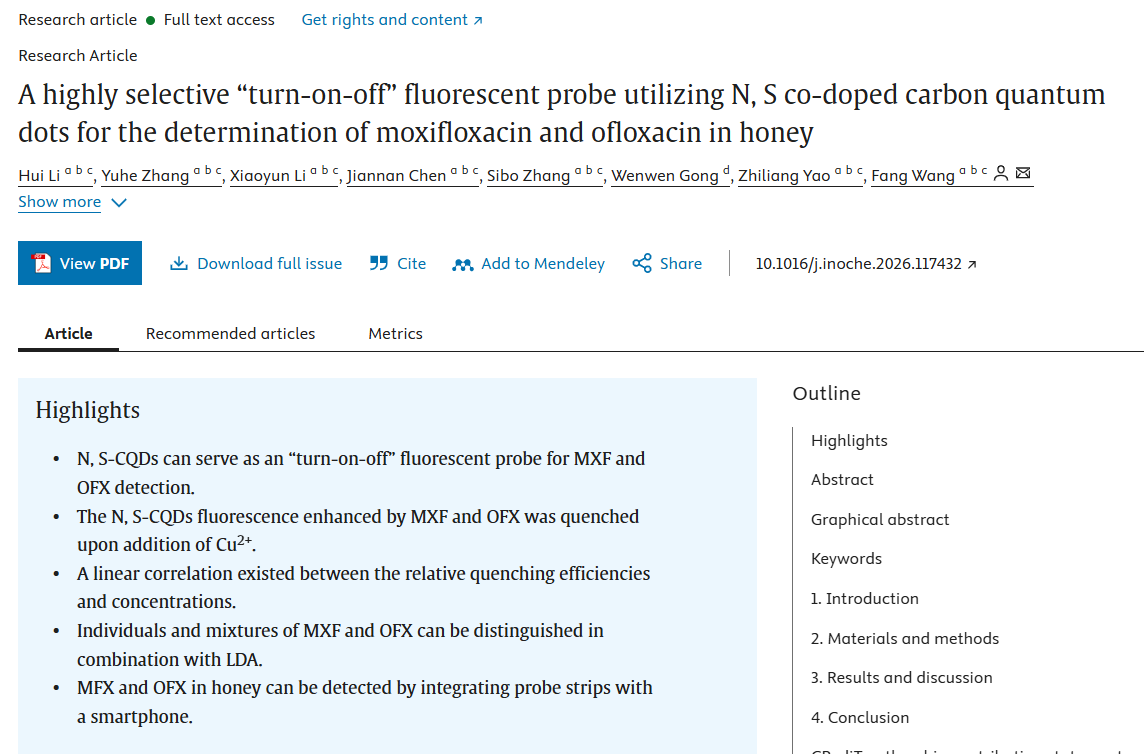 Research article ● Full text access Get rights and content ↗
Research Article
A highly selective “turn-on-off” fluorescent probe utilizing N, S co-doped carbon quantum
dots for the determination of moxifloxacin and ofloxacin in honey
Hui Li a b c, Yuhe Zhang a b c, Xiaoyun Li a b c, Jiannan Chen a b c, Sibo Zhang a b c, Wenwen Gong d, Zhiliang Yao a b c, Fang Wang a b c
Show more
View PDF Download full issue Cite Add to Mendeley Share 10.1016/j.inoche.2026.117432 ↗
Article Recommended articles Metrics
Highlights
• N, S-CQDs can serve as an “turn-on-off” fluorescent probe for MXF and
OFX detection.
• The N, S-CQDs fluorescence enhanced by MXF and OFX was quenched
upon addition of Cu2+.
• A linear correlation existed between the relative quenching efficiencies
and concentrations.
• Individuals and mixtures of MXF and OFX can be distinguished in
combination with LDA.
• MFX and OFX in honey can be detected by integrating probe strips with
a smartphone.
Outline
Highlights
Abstract
Graphical abstract
Keywords
1. Introduction
2. Materials and methods
3. Results and discussion
4. Conclusion